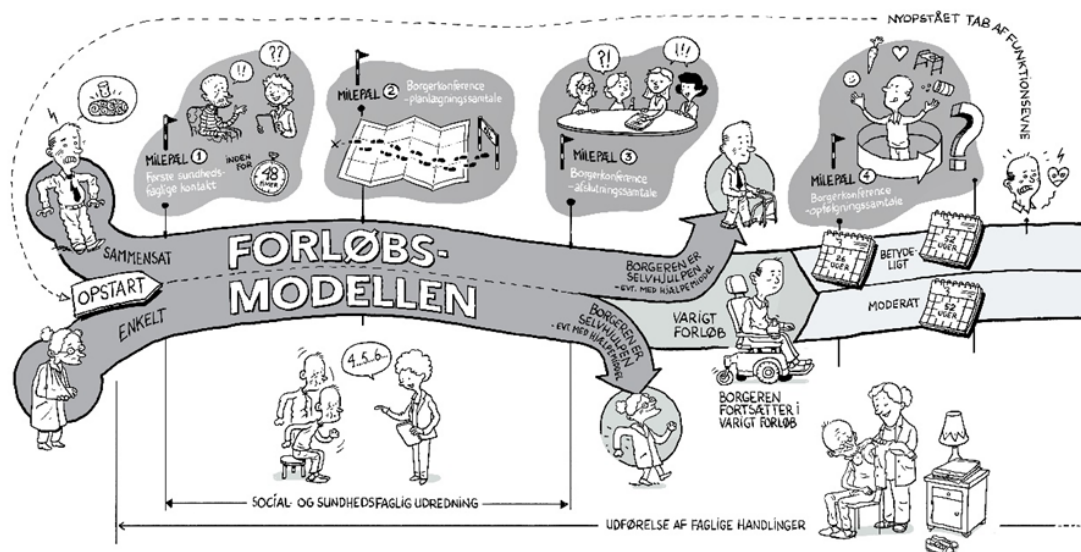 NYOPSTÅET TAB AF FUNKTIONSEVNE
!!
??
MILEPÆL 1
Første sundheds-
faglige kontakt
INDEN
FOR
48
TIMER
MILEPÆL 2
Borgerkonference
-planlægningssamtale
X
?!
!!!
MILEPÆL 3
Borgerkonference
-afslutningssamtale
MILEPÆL 4
Borgerkonference
-opfølgningssamtale
?
SAMMENSAT
OPSTART
ENKELT
FORLØBS-
MODELLEN
BORGEREN ER
SELVHJULPEN
- EVT. MED HJÆLPEMIDDEL
BORGEREN ER
SELVHJULPEN
- EVT. MED HJÆLPEMIDDEL
VARIGT
FORLØB
26
UGER
BETYDE-
LIGT
52
UGER
MODERAT
52
UGER
BORGEREN
FORTSÆTTER I
VARIGT FORLØB
4..5..6...
SOCIAL- OG SUNDHEDSFAGLIG UDREDNING
UDFØRELSE AF FAGLIGE HANDLINGER